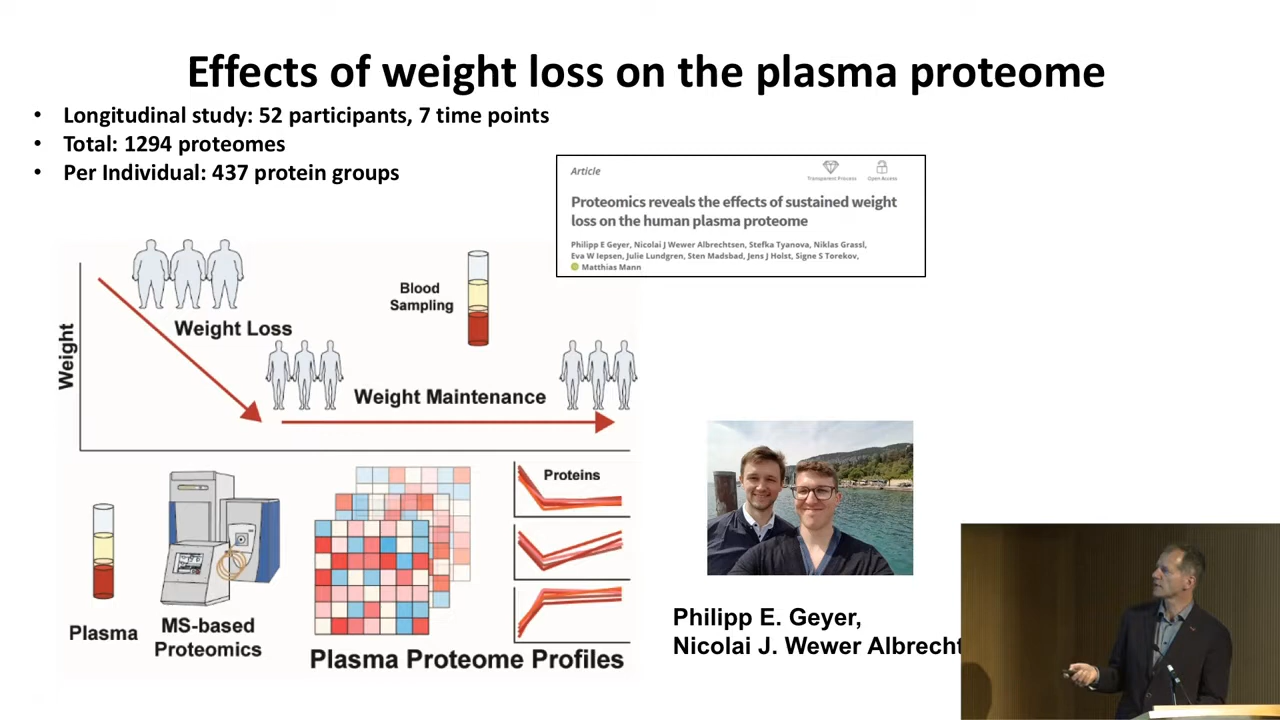 Effects of weight loss on the plasma proteome
• Longitudinal study: 52 participants, 7 time points
• Total: 1294 proteomes
• Per Individual: 437 protein groups
Article
Transparent Process
Open Access
Proteomics reveals the effects of sustained weight
loss on the human plasma proteome
Philipp E Geyer, Nicolai J Wewer Albrechtsen, Stefka Tyanova, Niklas Grassl,
Eva W Iepsen, Julie Lundgren, Sten Madsbad, Jens J Holst, Signe S Torekov,
Matthias Mann
Weight
Weight Loss
Blood
Sampling
Weight Maintenance
Plasma
MS-based
Proteomics
Proteins
Plasma Proteome Profiles
Philipp E. Geyer,
Nicolai J. Wewer Albrecht